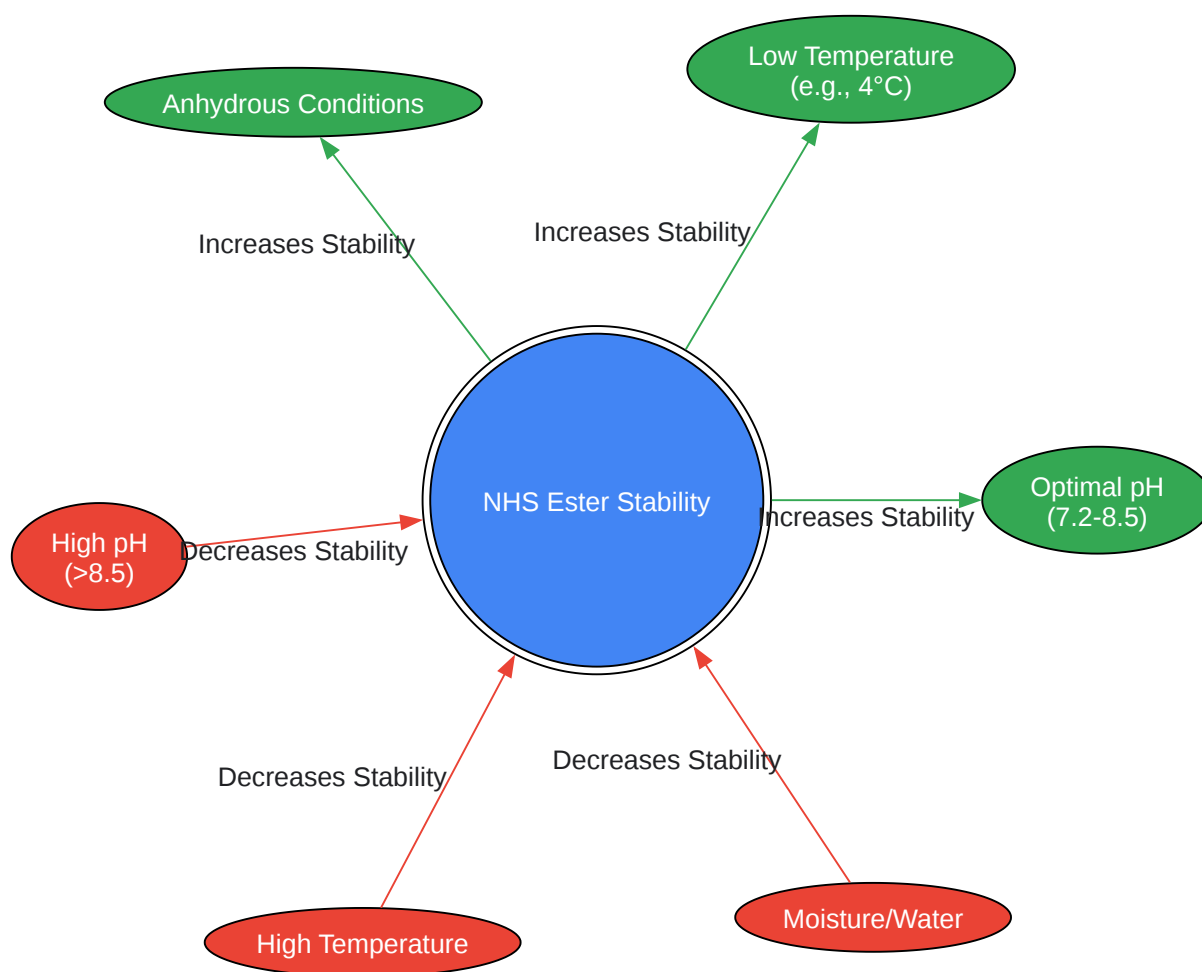 Low Temperature
(e.g., 4°C)
Anhydrous Conditions
Increases Stability
Increases Stability
NHS Ester Stability
Optimal pH
(7.2-8.5)
Increases Stability
High pH
(>8.5)
Decreases Stability
Decreases Stability
Decreases Stability
High Temperature
Moisture/Water